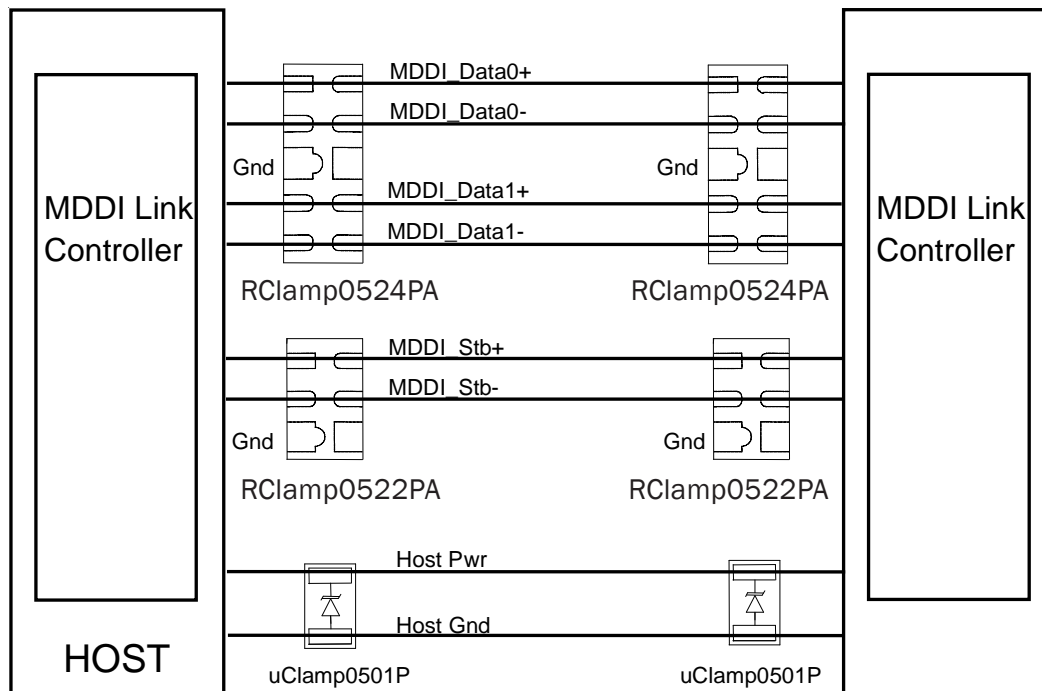 MDDI_Data0+
MDDI_Data0-
Gnd
Gnd
MDDI_Data1+
MDDI_Data1-
MDDI Link
Controller
MDDI Link
Controller
RClamp0524PA
RClamp0524PA
MDDI_Stb+
MDDI_Stb-
Gnd
Gnd
RClamp0522PA
RClamp0522PA
Host Pwr
Host Gnd
HOST
uClamp0501P
uClamp0501P